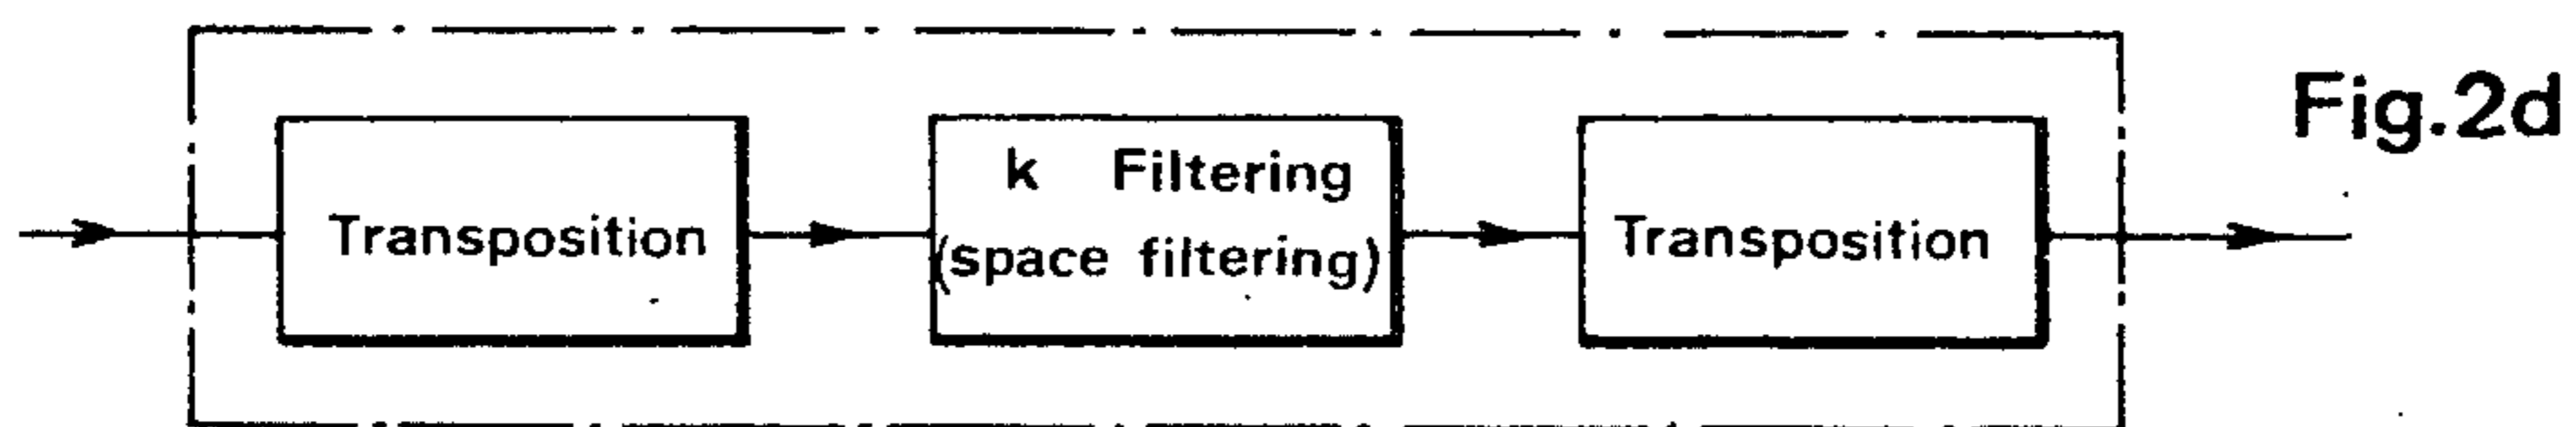 Fig.2d
Transposition
k Filtering
(space filtering)
Transposition